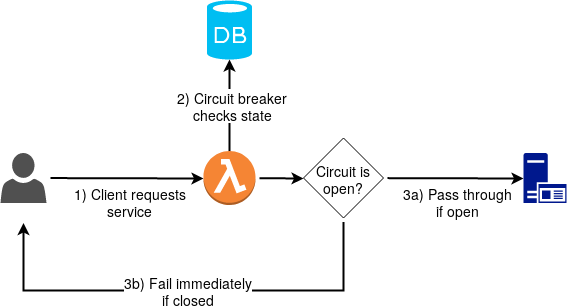 DB
2) Circuit breaker
checks state
1) Client requests
service
Circuit is
open?
3a) Pass through
if open
3b) Fail immediately
if closed